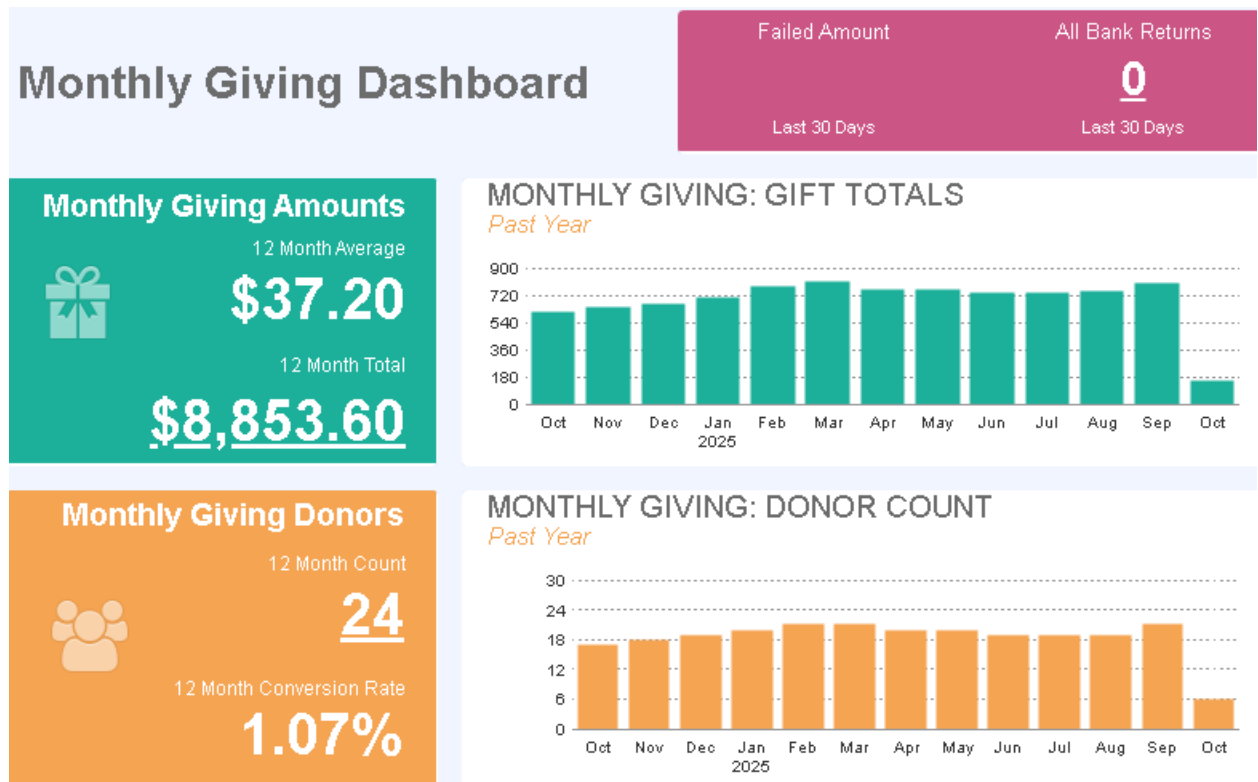 Monthly Giving Dashboard
Failed Amount
Last 30 Days
All Bank Returns
0
Last 30 Days
Monthly Giving Amounts
12 Month Average
$37.20
12 Month Total
$8,853.60
MONTHLY GIVING: GIFT TOTALS
Past Year
900
720
540
360
180
0
Oct Nov Dec Jan Feb Mar Apr May Jun Jul Aug Sep Oct
2025
Monthly Giving Donors
12 Month Count
24
12 Month Conversion Rate
1.07%
MONTHLY GIVING: DONOR COUNT
Past Year
30
24
18
12
6
0
Oct Nov Dec Jan Feb Mar Apr May Jun Jul Aug Sep Oct
2025